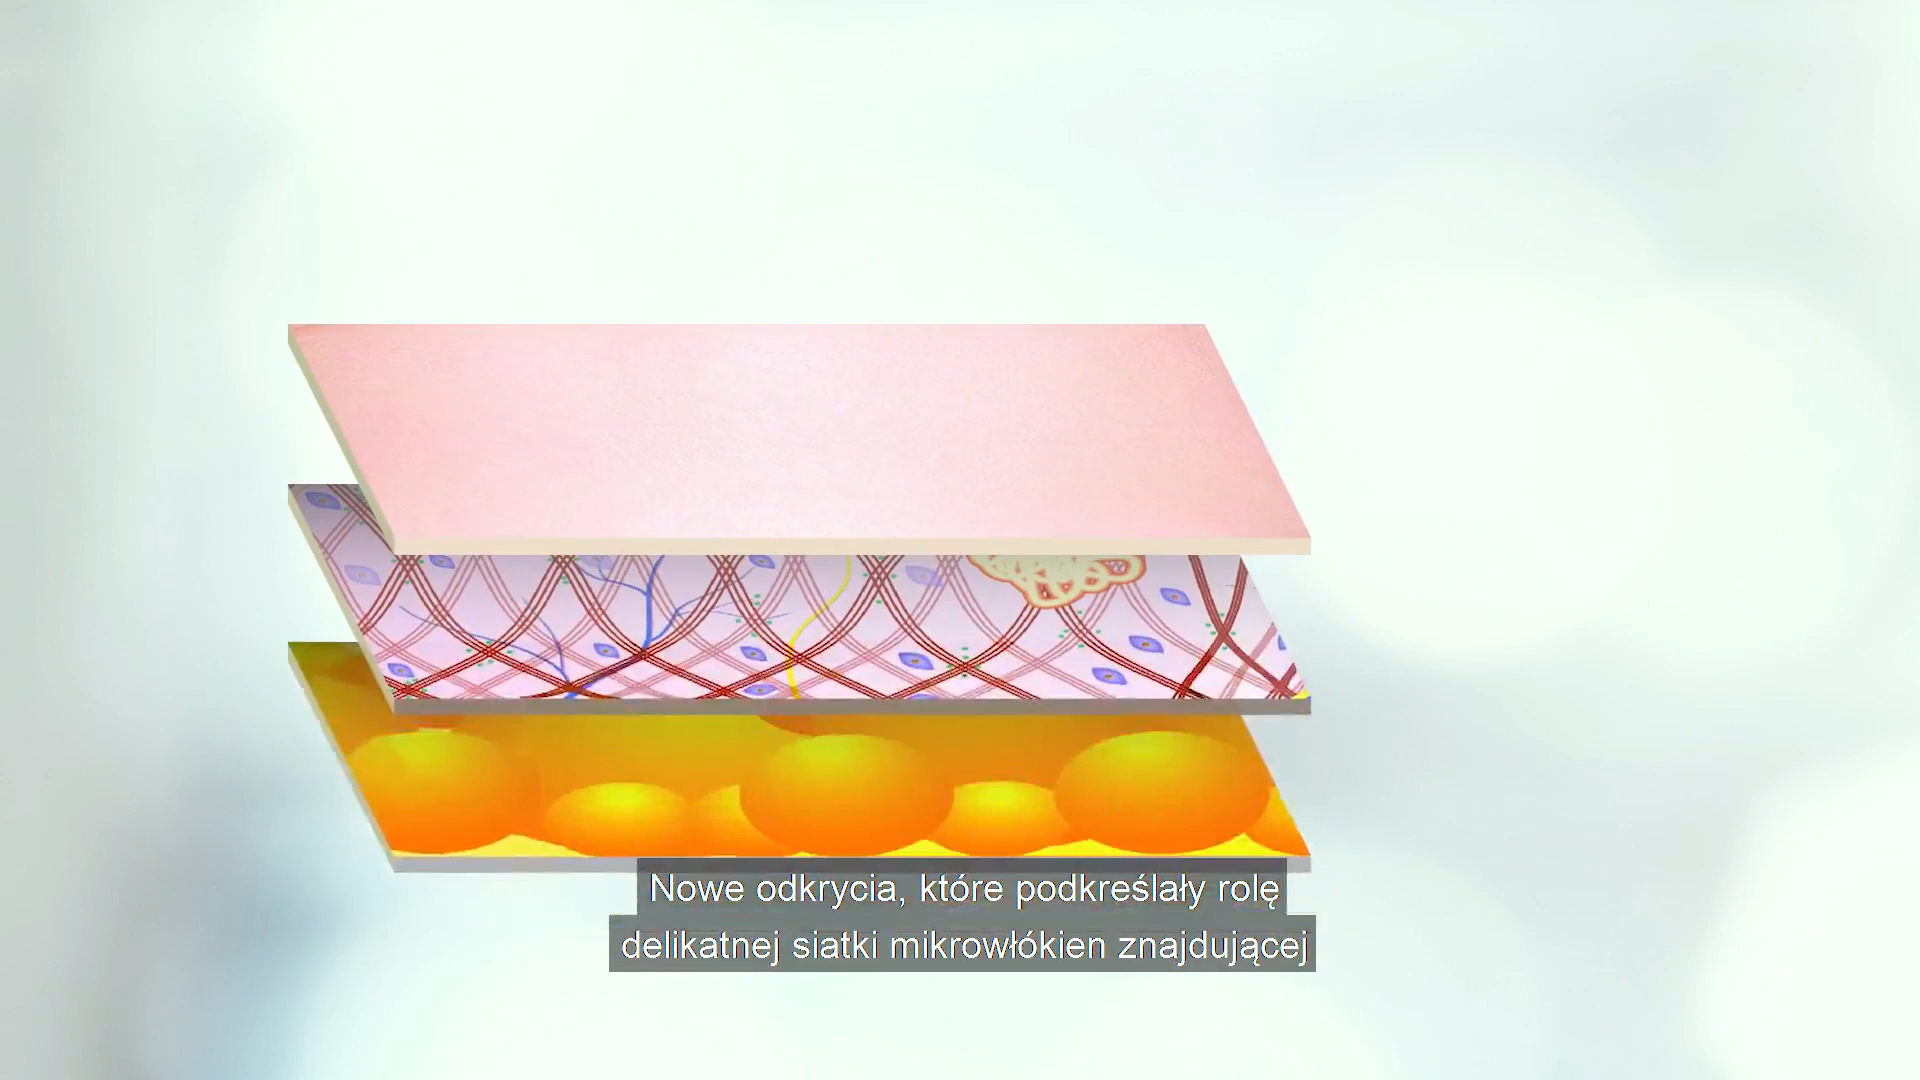 Nowe odkrycia, które podkreślały rolę
delikatnej siatki mikrowłókien znajdującej